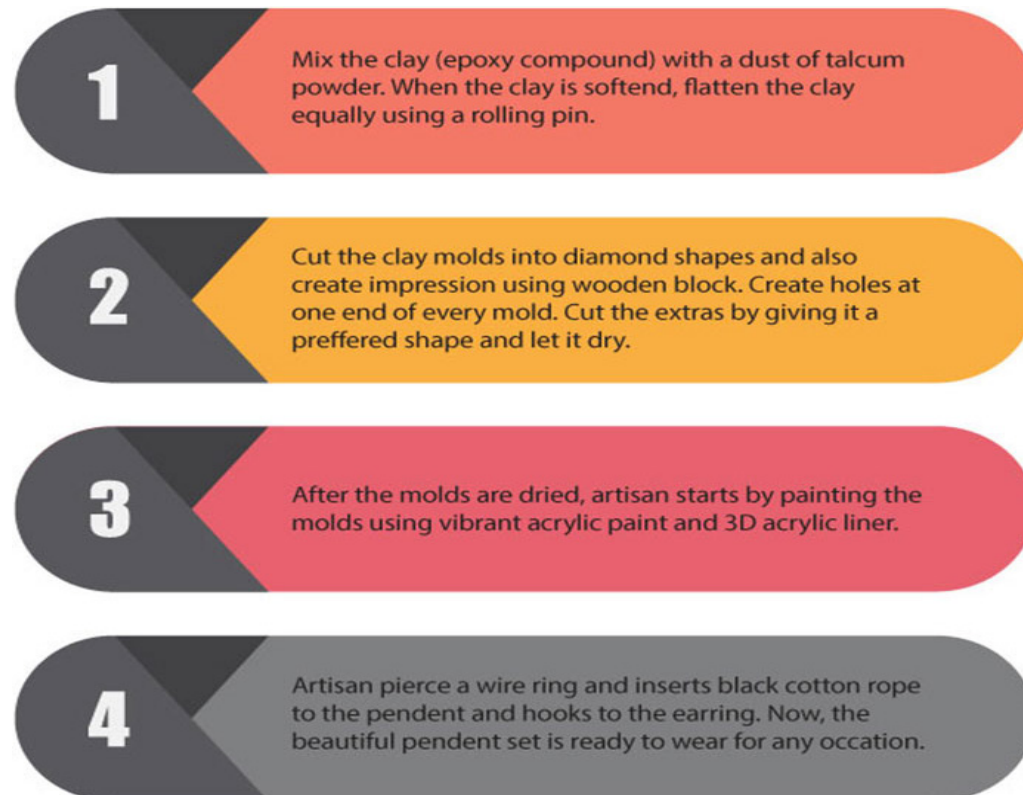 1
Mix the clay (epoxy compound) with a dust of talcum
powder. When the clay is softend, flatten the clay
equally using a rolling pin.
2
Cut the clay molds into diamond shapes and also
create impression using wooden block. Create holes at
one end of every mold. Cut the extras by giving it a
preffered shape and let it dry.
3
After the molds are dried, artisan starts by painting the
molds using vibrant acrylic paint and 3D acrylic liner.
4
Artisan pierce a wire ring and inserts black cotton rope
to the pendent and hooks to the earring. Now, the
beautiful pendent set is ready to wear for any occation.